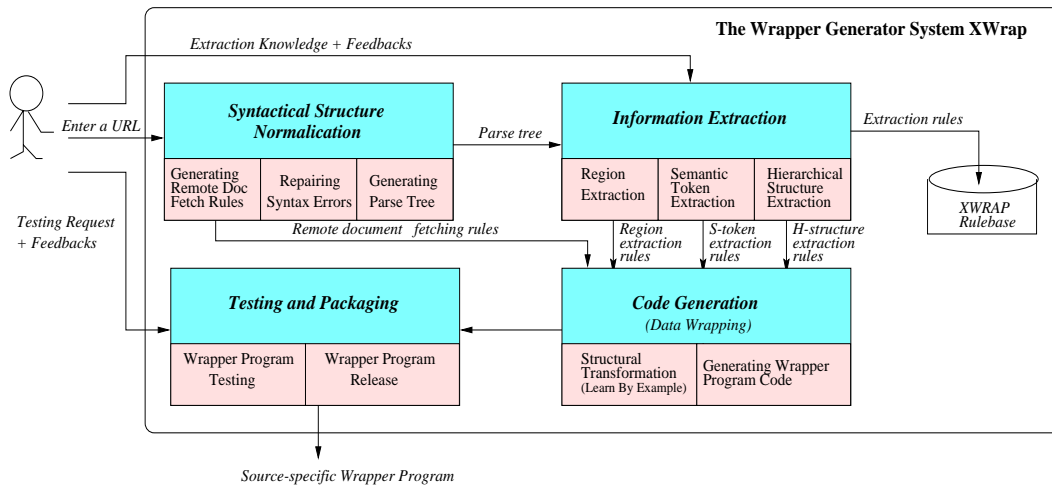 The Wrapper Generator System XWrap
Extraction Knowledge + Feedbacks
Enter a URL
Syntactical Structure
Normalication
Generating
Remote Doc
Fetch Rules
Repairing
Syntax Errors
Generating
Parse Tree
Parse tree
Information Extraction
Region
Extraction
Semantic
Token
Extraction
Hierarchical
Structure
Extraction
Extraction rules
XWRAP
Rulebase
Testing Request
+ Feedbacks
Remote document fetching rules
Region
extraction
rules
S-token
extraction
rules
H-structure
extraction
rules
Testing and Packaging
Wrapper Program
Testing
Wrapper Program
Release
Code Generation
(Data Wrapping)
Structural
Transformation
(Learn By Example)
Generating Wrapper
Program Code
Source-specific Wrapper Program